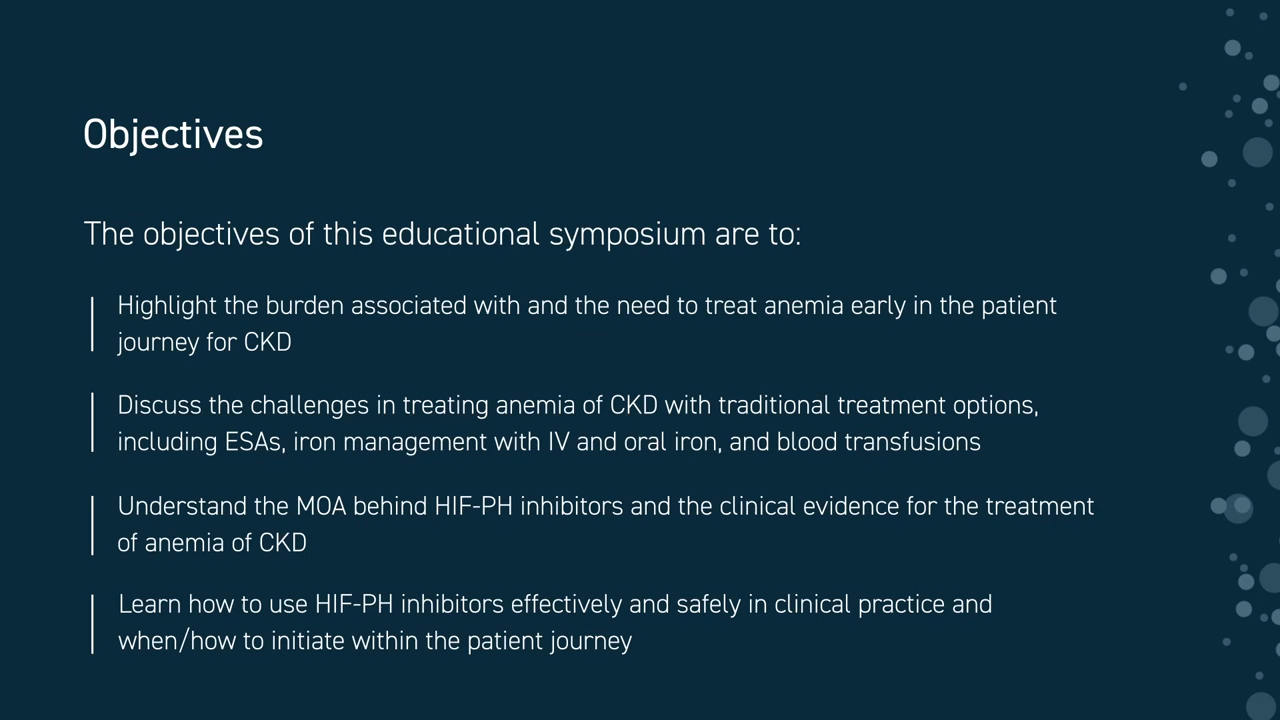 Objectives
The objectives of this educational symposium are to:
Highlight the burden associated with and the need to treat anemia early in the patient
journey for CKD
Discuss the challenges in treating anemia of CKD with traditional treatment options,
including ESAs, iron management with IV and oral iron, and blood transfusions
Understand the MOA behind HIF-PH inhibitors and the clinical evidence for the treatment
of anemia of CKD
Learn how to use HIF-PH inhibitors effectively and safely in clinical practice and
when/how to initiate within the patient journey